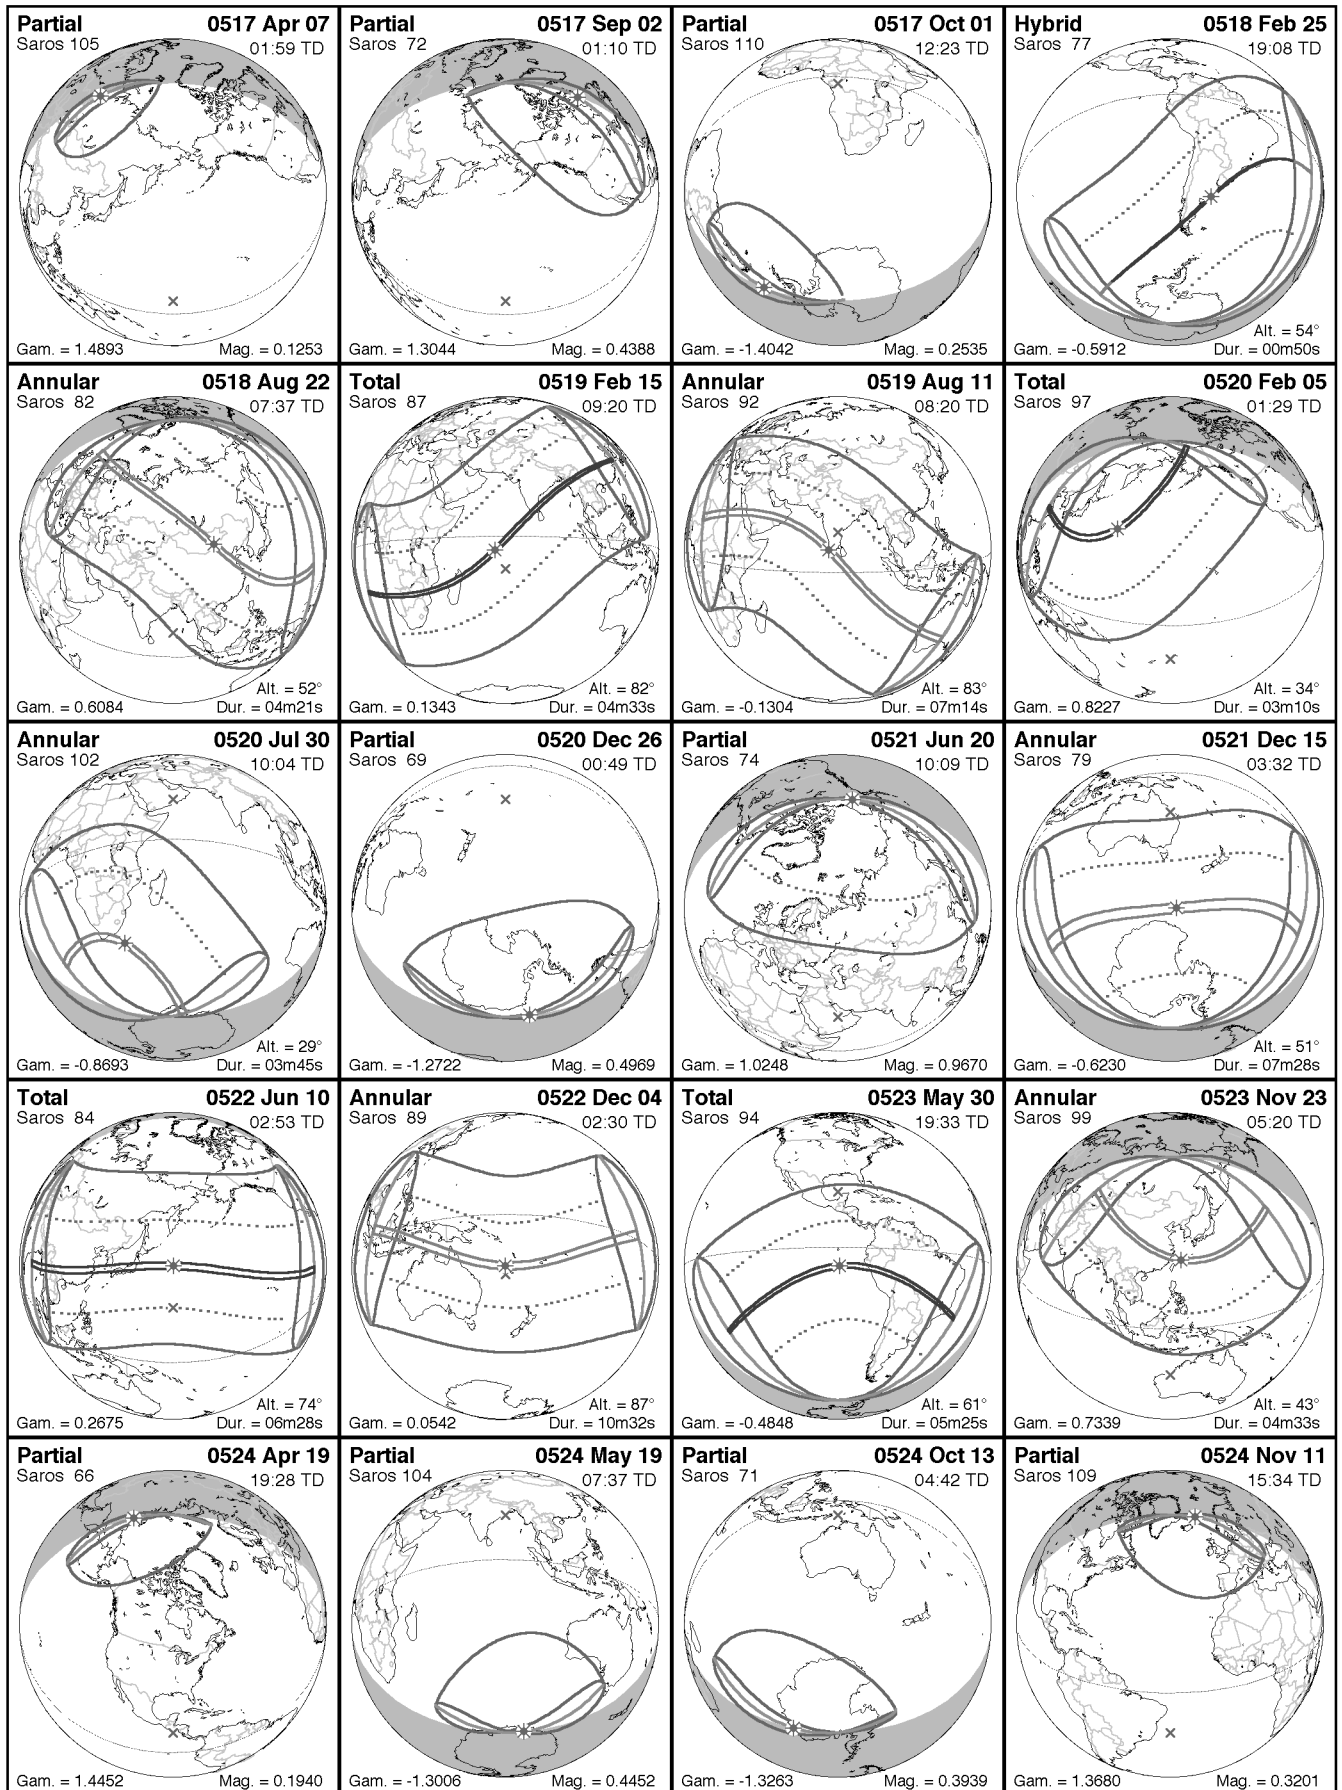 Partial 0517 Apr 07
Saros 105 01:59 TD
Gam. = 1.4893 Mag. = 0.1253
Partial 0517 Sep 02
Saros 72 01:10 TD
Gam. = 1.3044 Mag. = 0.4388
Partial 0517 Oct 01
Saros 110 12:23 TD
Gam. = -1.4042 Mag. = 0.2535
Hybrid 0518 Feb 25
Saros 77 19:08 TD
Alt. = 54°
Gam. = -0.5912 Dur. = 00m50s
Annular 0518 Aug 22
Saros 82 07:37 TD
Alt. = 52°
Gam. = 0.6084 Dur. = 04m21s
Total 0519 Feb 15
Saros 87 09:20 TD
Alt. = 82°
Gam. = 0.1343 Dur. = 04m33s
Annular 0519 Aug 11
Saros 92 08:20 TD
Alt. = 83°
Gam. = -0.1304 Dur. = 07m14s
Total 0520 Feb 05
Saros 97 01:29 TD
Alt. = 34°
Gam. = 0.8227 Dur. = 03m10s
Annular 0520 Jul 30
Saros 102 10:04 TD
Alt. = 29°
Gam. = -0.8693 Dur. = 03m45s
Partial 0520 Dec 26
Saros 69 00:49 TD
Gam. = -1.2722 Mag. = 0.4969
Partial 0521 Jun 20
Saros 74 10:09 TD
Gam. = 1.0248 Mag. = 0.9670
Annular 0521 Dec 15
Saros 79 03:32 TD
Alt. = 51°
Gam. = -0.6230 Dur. = 07m28s
Total 0522 Jun 10
Saros 84 02:53 TD
Alt. = 74°
Gam. = 0.2675 Dur. = 06m28s
Annular 0522 Dec 04
Saros 89 02:30 TD
Alt. = 87°
Gam. = 0.0542 Dur. = 10m32s
Total 0523 May 30
Saros 94 19:33 TD
Alt. = 61°
Gam. = -0.4848 Dur. = 05m25s
Annular 0523 Nov 23
Saros 99 05:20 TD
Alt. = 43°
Gam. = 0.7339 Dur. = 04m33s
Partial 0524 Apr 19
Saros 66 19:28 TD
Gam. = 1.4452 Mag. = 0.1940
Partial 0524 May 19
Saros 104 07:37 TD
Gam. = -1.3006 Mag. = 0.4452
Partial 0524 Oct 13
Saros 71 04:42 TD
Gam. = -1.3263 Mag. = 0.3939
Partial 0524 Nov 11
Saros 109 15:34 TD
Gam. = 1.3680 Mag. = 0.3201